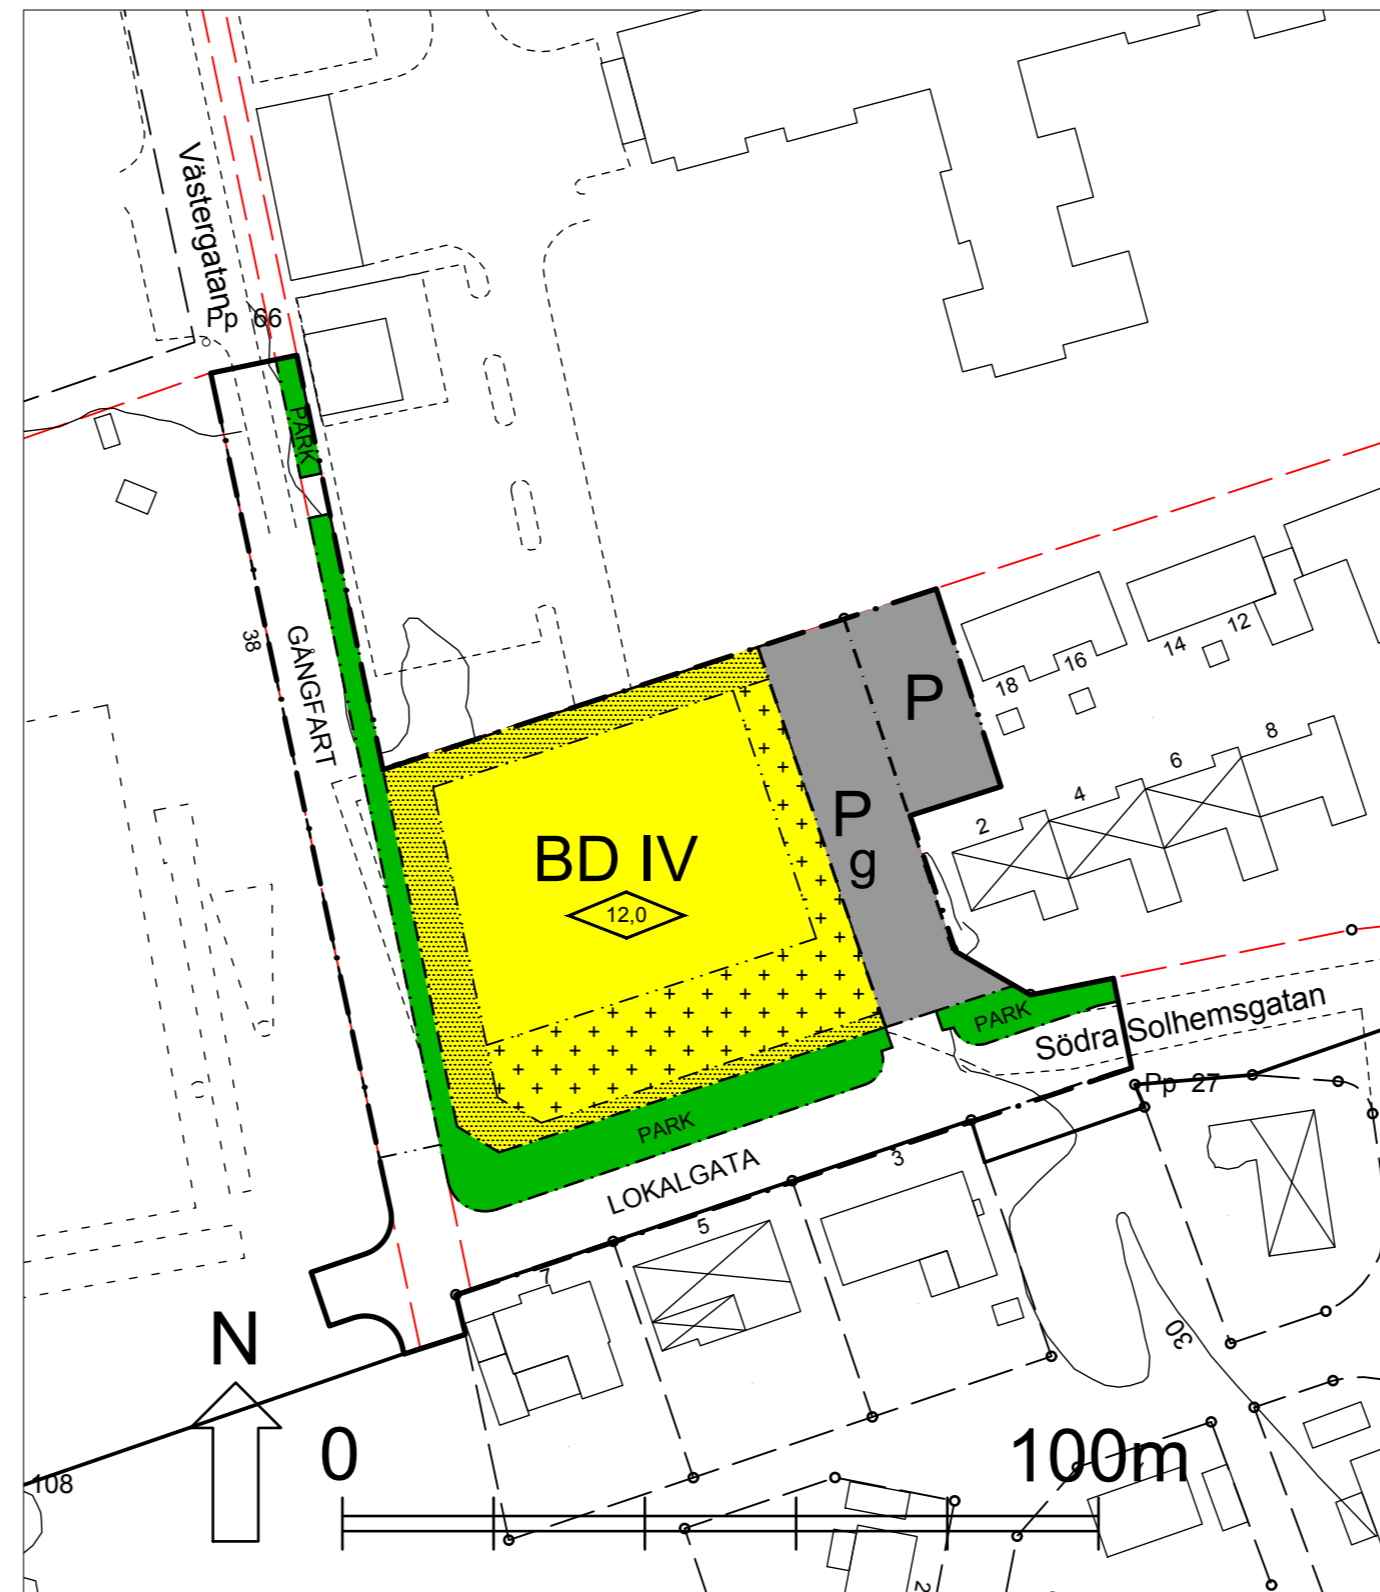 Västergatan
Pp 66
PARK
38
GÅNGFART
P
18
16
14
12
BD IV
12,0
P
g
2
4
6
8
PARK
Södra Solhemsgatan
Pp 27
PARK
LOKALGATA
3
5
7
30
N
0
100m
108
2